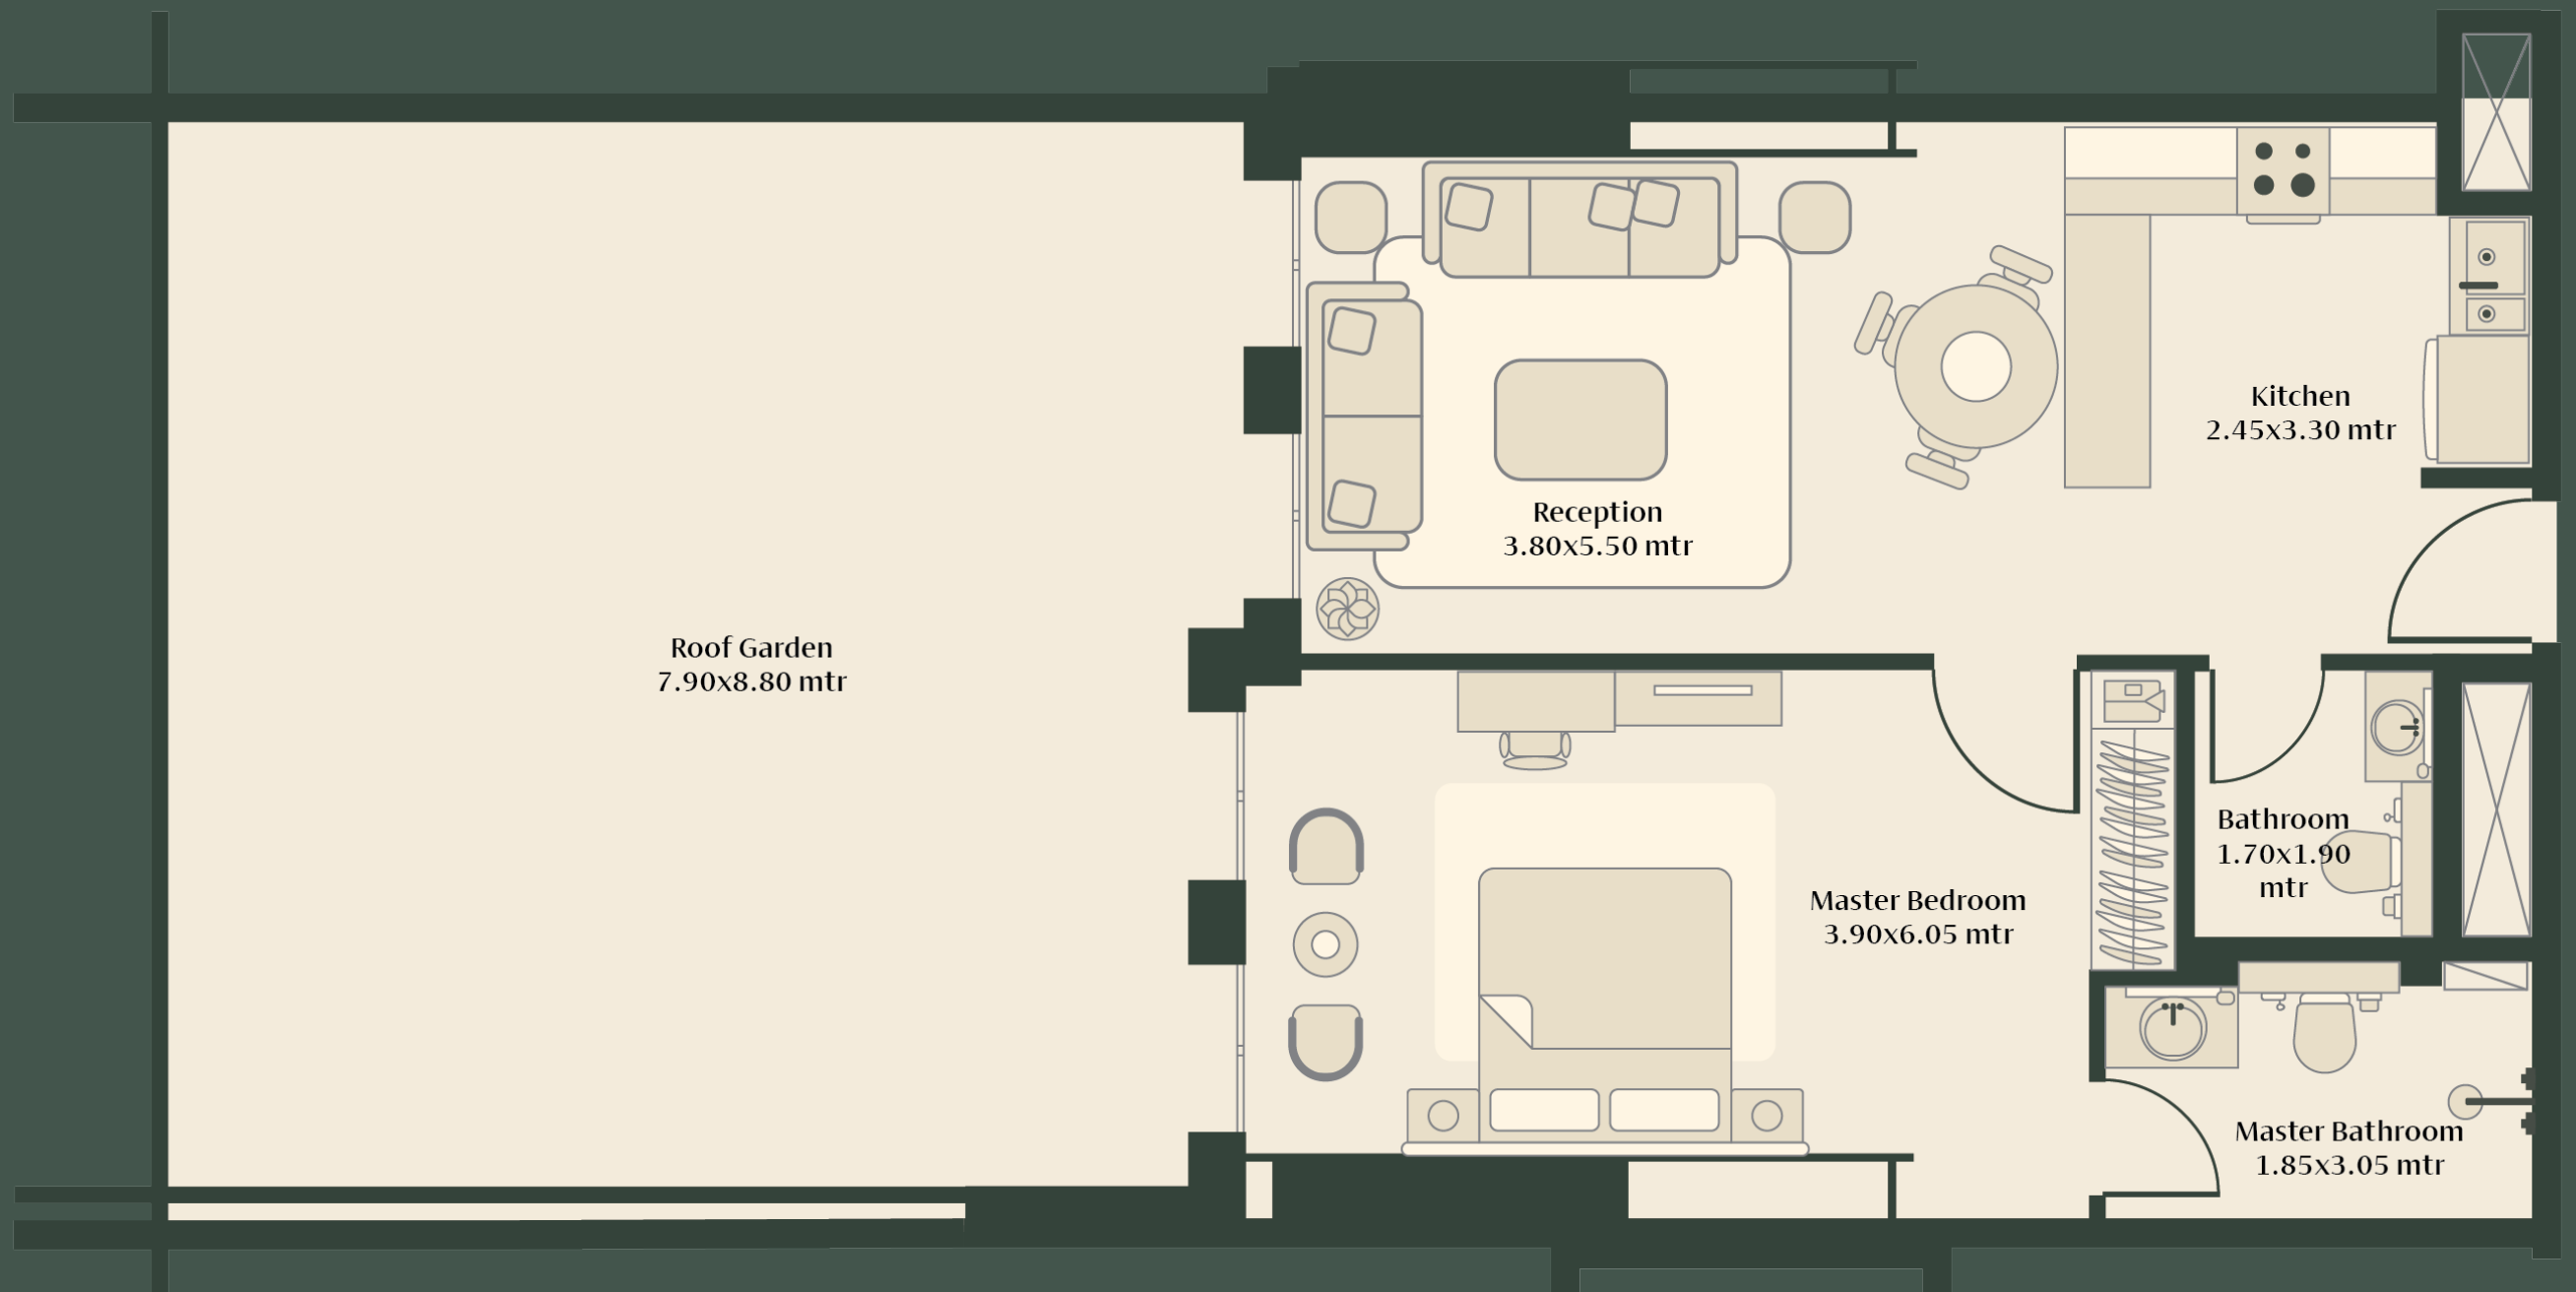 Kitchen
2.45x3.30 mtr
Reception
3.80x5.50 mtr
Roof Garden
7.90x8.80 mtr
Bathroom
1.70x1.90
mtr
Master Bedroom
3.90x6.05 mtr
Master Bathroom
1.85x3.05 mtr